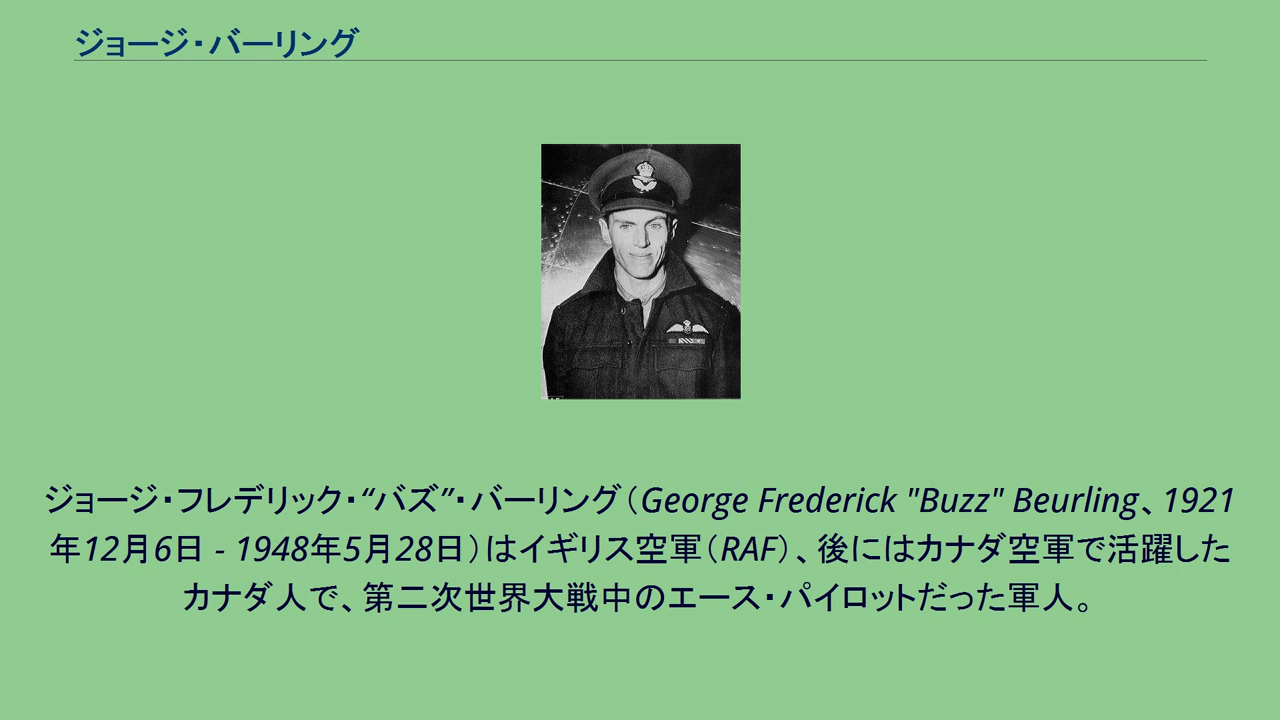 ジョージ・バーリング
ジョージ・フレデリック・“バズ”・バーリング（George Frederick "Buzz" Beurling、1921
年12月6日 - 1948年5月28日）はイギリス空軍（RAF）、後にはカナダ空軍で活躍した
カナダ人で、第二次世界大戦中のエース・パイロットだった軍人。